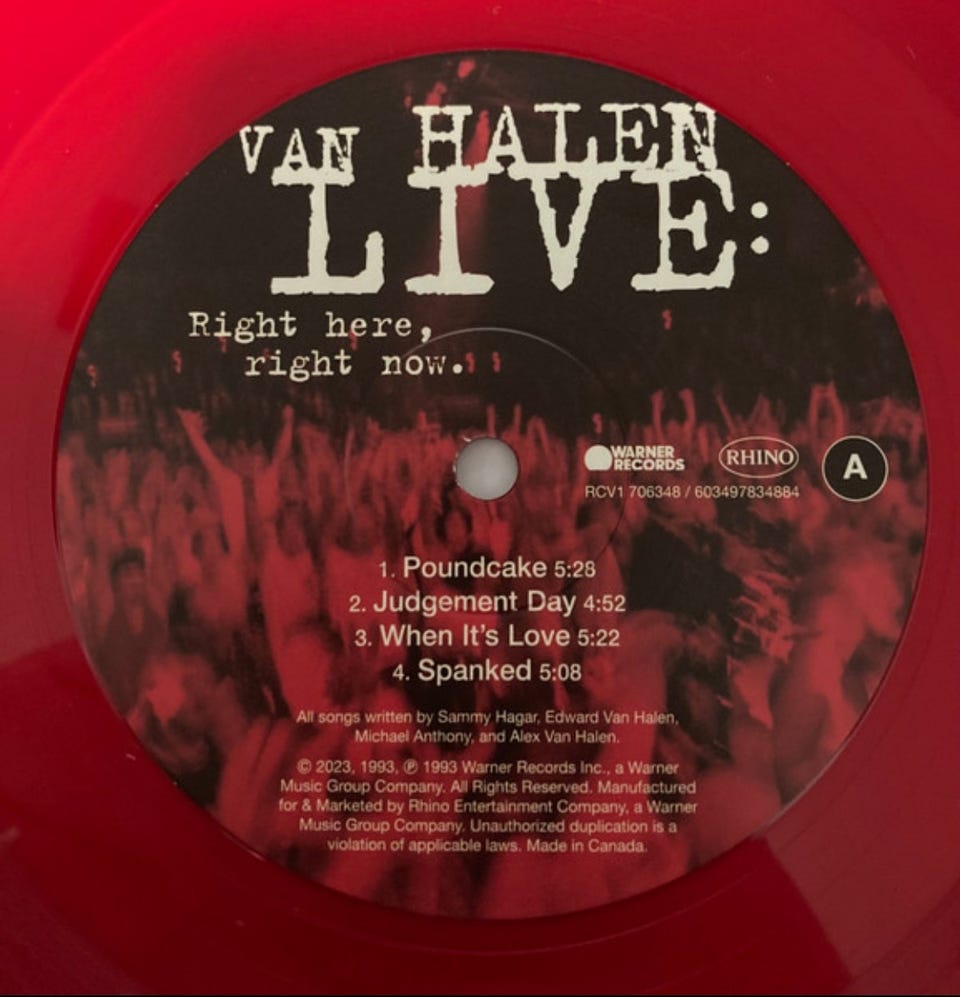 VAN HALEN
LIVE:
Right here,
right now.
WARNER
RECORDS
RHINO
A
RCV1 706348 / 603497834884
1. Poundcake 5:28
2. Judgement Day 4:52
3. When It's Love 5:22
4. Spanked 5:08
All songs written by Sammy Hagar, Edward Van Halen,
Michael Anthony, and Alex Van Halen.
© 2023, 1993, ℗ 1993 Warner Records Inc., a Warner
Music Group Company. All Rights Reserved. Manufactured
for & Marketed by Rhino Entertainment Company, a Warner
Music Group Company. Unauthorized duplication is a
violation of applicable laws. Made in Canada.